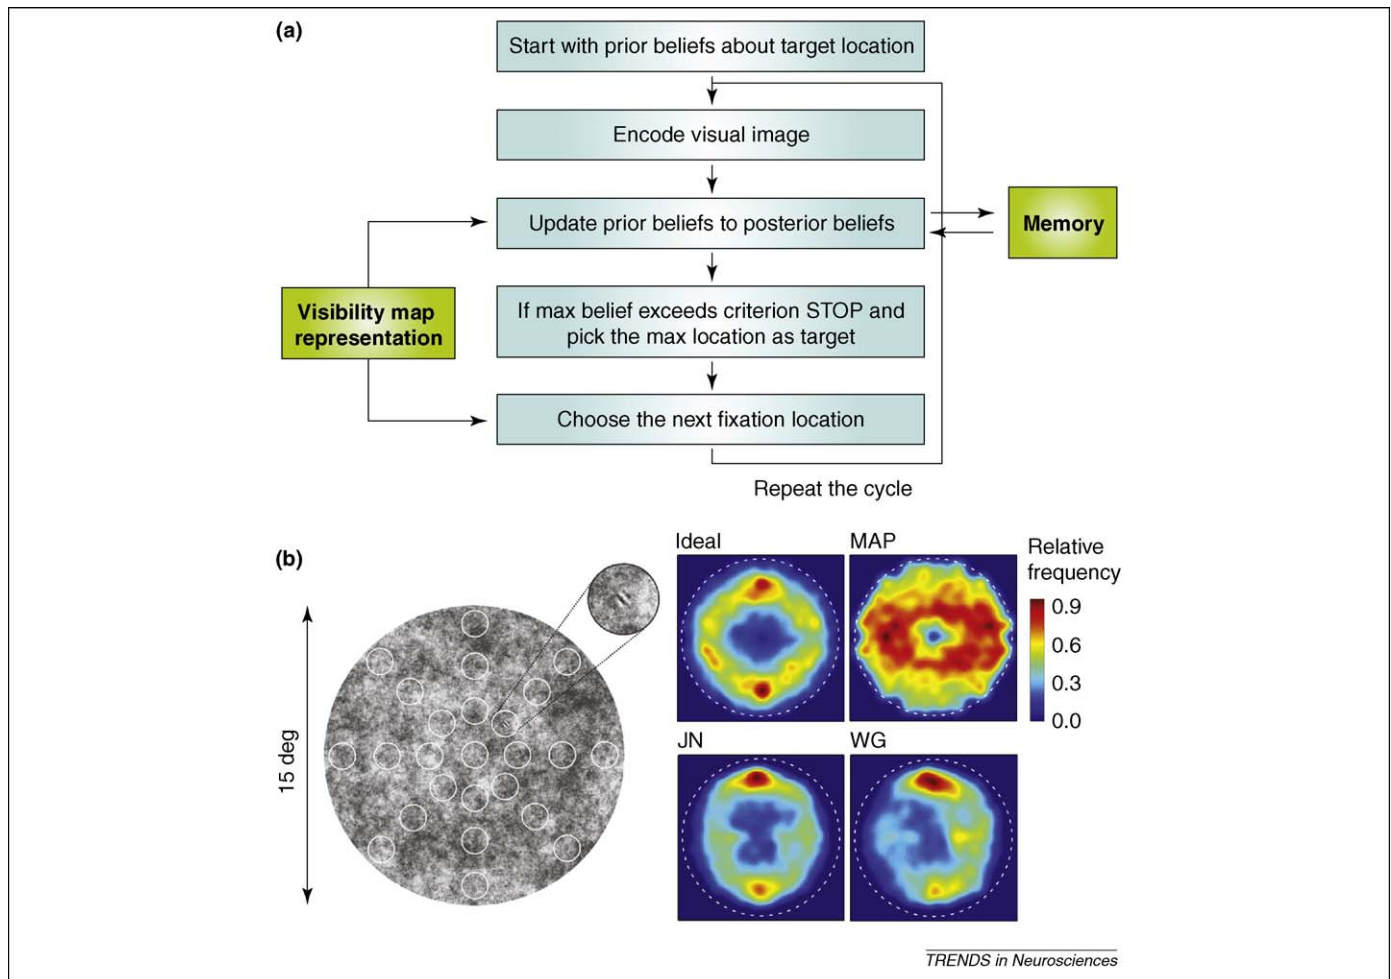 (a)
Start with prior beliefs about target location
Encode visual image
Update prior beliefs to posterior beliefs
Memory
Visibility map
representation
If max belief exceeds criterion STOP and
pick the max location as target
Choose the next fixation location
Repeat the cycle
(b)
15 deg
Ideal
MAP
JN
WG
Relative
frequency
0.9
0.6
0.3
0.0
TRENDS in Neurosciences